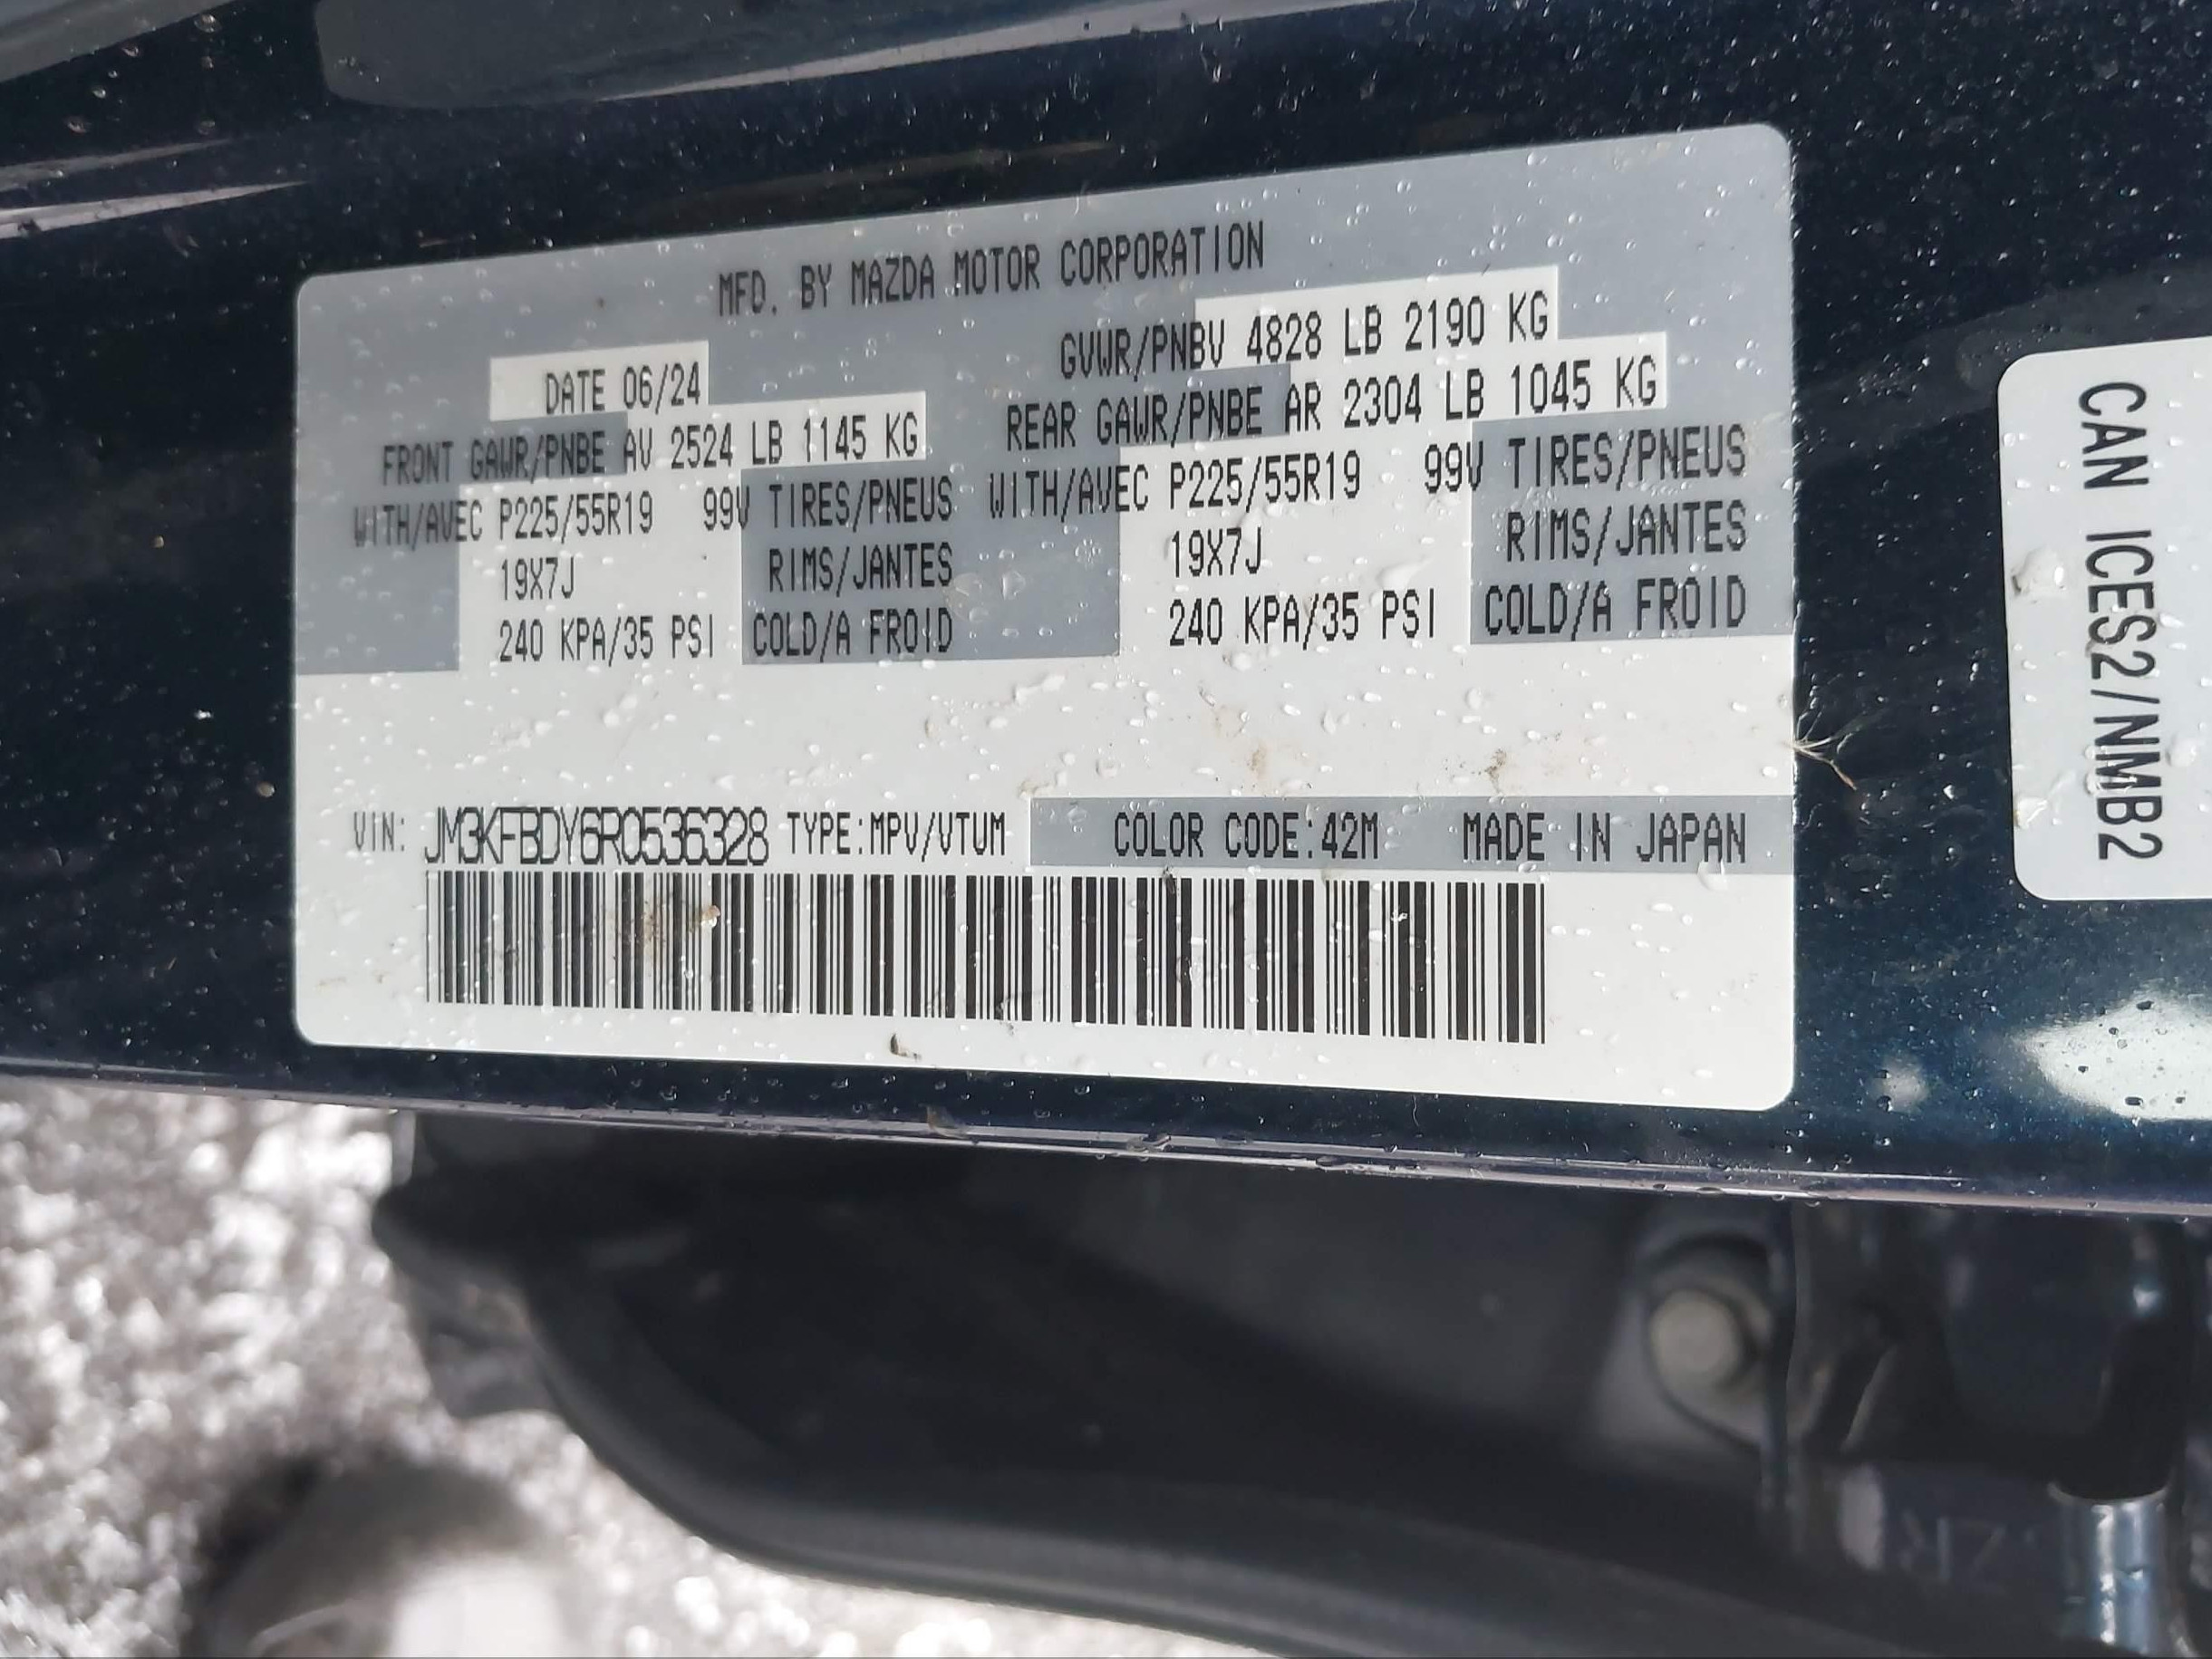 MFD. BY MAZDA MOTOR CORPORATION
DATE 06/24
GVWR/PNBV 4828 LB 2190 KG
FRONT GAWR/PNBE AV 2524 LB 1145 KG
REAR GAWR/PNBE AR 2304 LB 1045 KG
WITH/AVEC P225/55R19 99V TIRES/PNEUS
WITH/AVEC P225/55R19 99V TIRES/PNEUS
19X7J RIMS/JANTES
19X7J RIMS/JANTES
240 KPA/35 PSI COLD/A FROID
240 KPA/35 PSI COLD/A FROID
VIN: JM3KFBDY6R0536328 TYPE:MPV/VTUM COLOR CODE:42M MADE IN JAPAN
CAN ICES2/NMB2